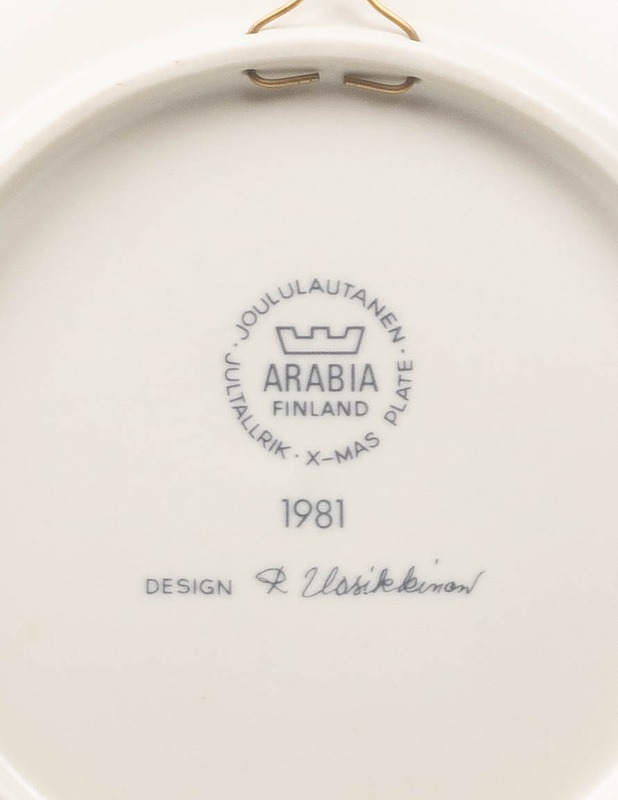 JOULULAUTANEN · X-MAS PLATE · JULTALLRIK ·
ARABIA
FINLAND
1981
DESIGN R Uosikkinen